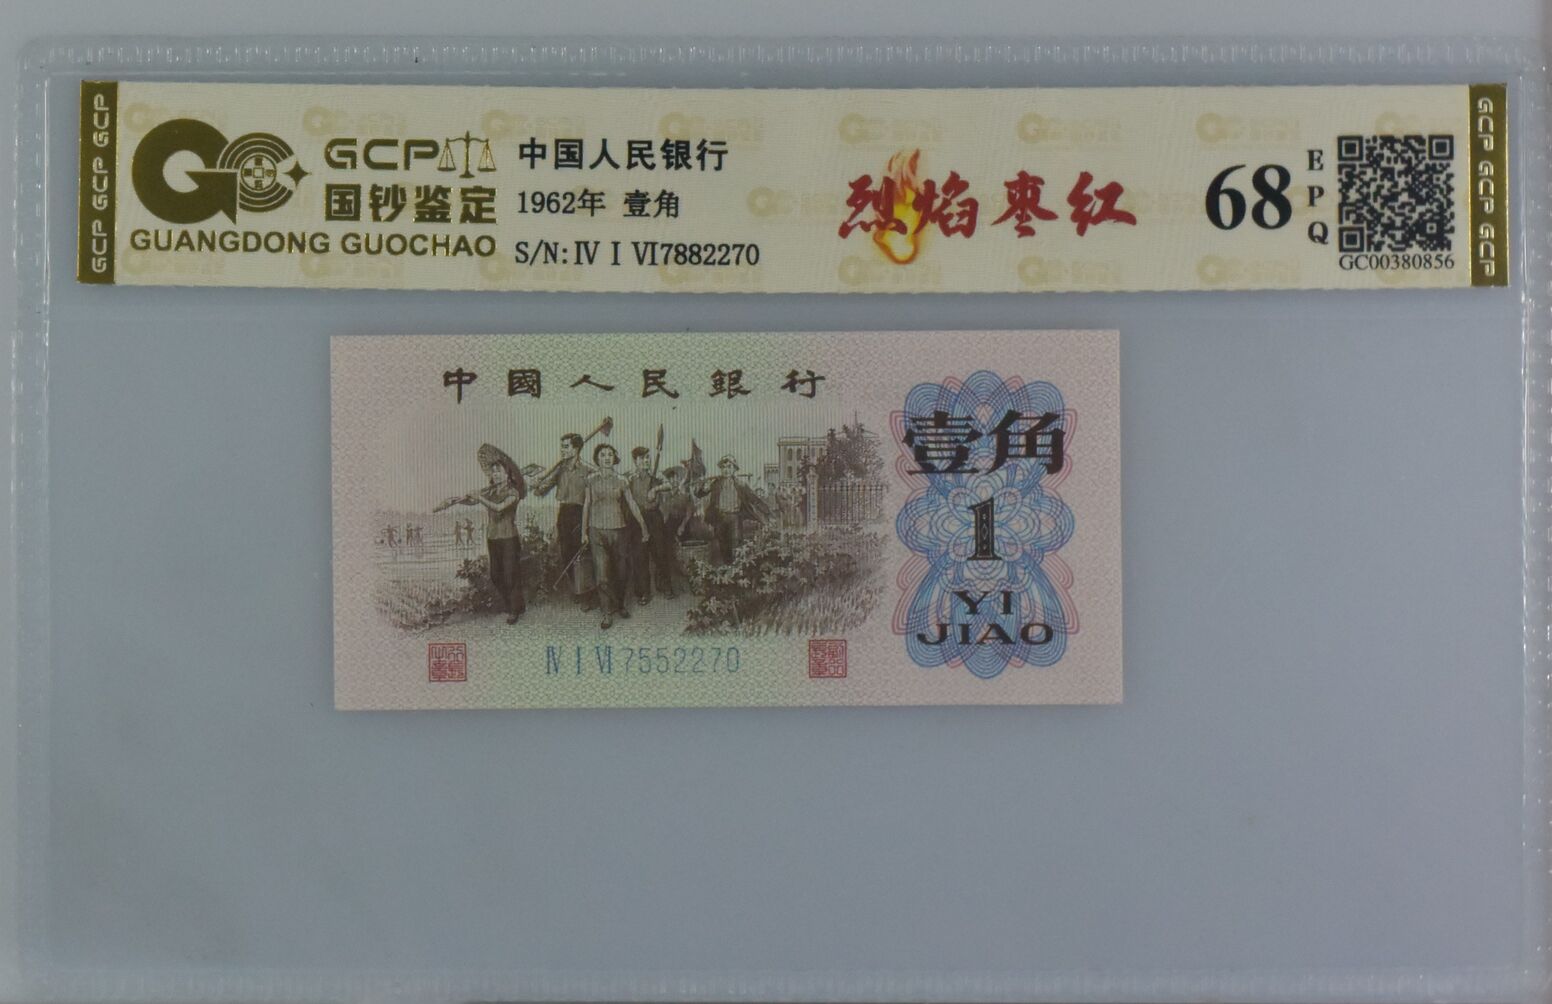 GCP GCP GCP
GCP
国钞鉴定
GUANGDONG GUOCHAO
中国人民银行
1962年 壹角
S/N: IV I VI7882270
烈焰枣红
68
EPQ
GC00380856
GCP GCP GCP
中國人民銀行
壹角
1
YI
JIAO
IV I VI 7552270